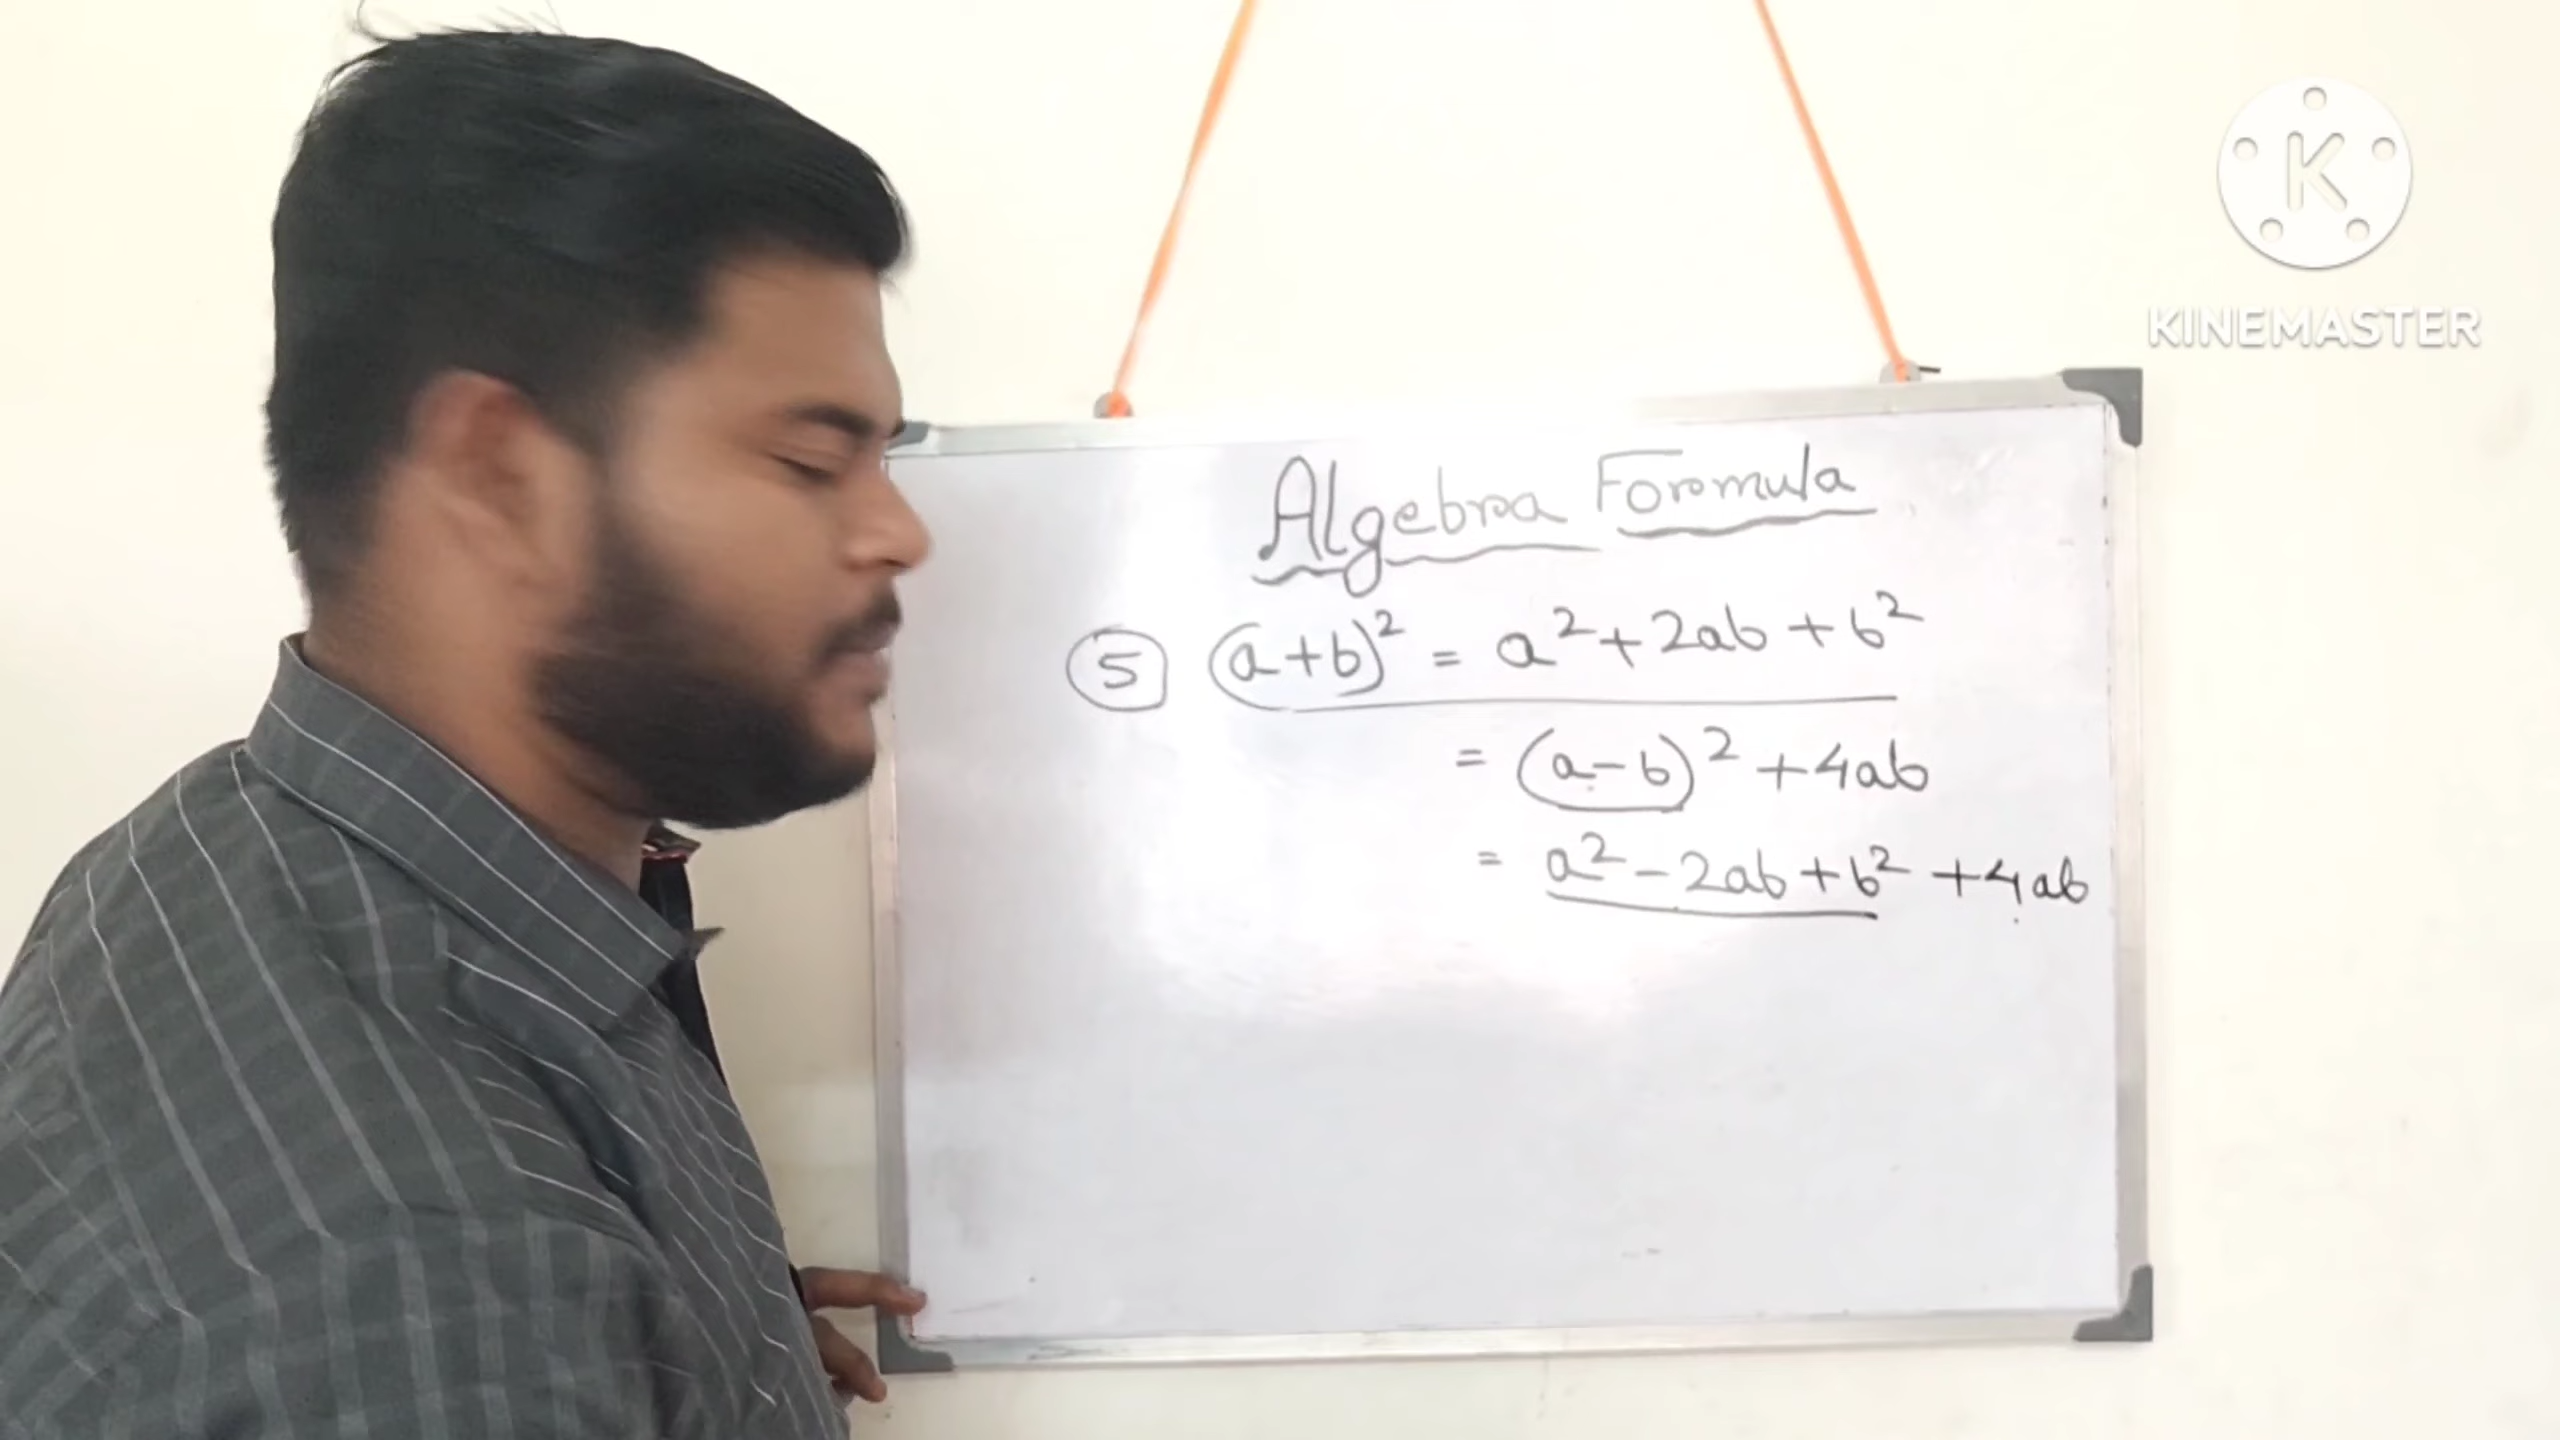 Algebra Formula
5 (a+b)² = a² + 2ab + b²
= (a-b)² + 4ab
= a² - 2ab + b² + 4ab
K
KINEMASTER